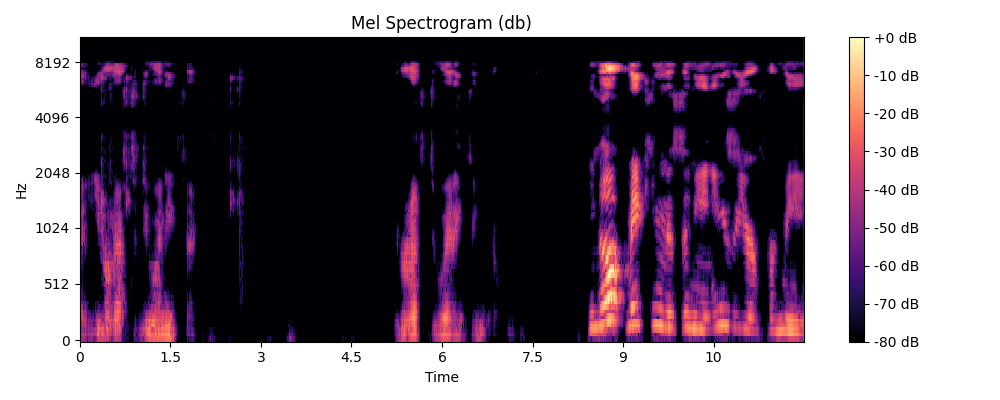 Mel Spectrogram (db)
8192
4096
2048
1024
512
0
Hz
0 1.5 3 4.5 6 7.5 9 10
Time
+0 dB
-10 dB
-20 dB
-30 dB
-40 dB
-50 dB
-60 dB
-70 dB
-80 dB